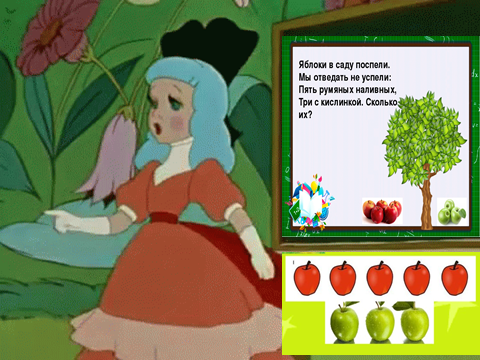 Яблоки в саду поспели.
Мы отведать не успели:
Пять румяных наливных,
Три с кислинкой. Сколько
их?